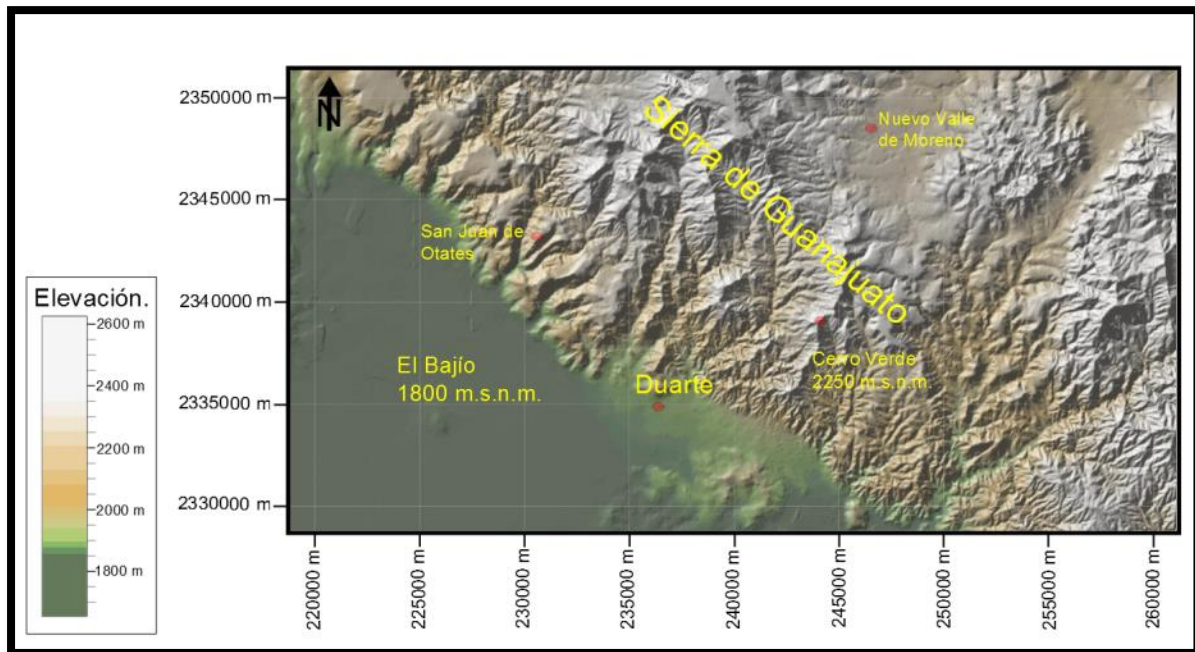 2350000 m
2345000 m
2340000 m
2335000 m
2330000 m
N
Sierra de Guanajuato
Nuevo Valle
de Moreno
San Juan de
Otates
El Bajío
1800 m.s.n.m.
Duarte
Cerro Verde
2250 m.s.n.m.
Elevación.
2600 m
2400 m
2200 m
2000 m
1800 m
220000 m
225000 m
230000 m
235000 m
240000 m
245000 m
250000 m
255000 m
260000 m